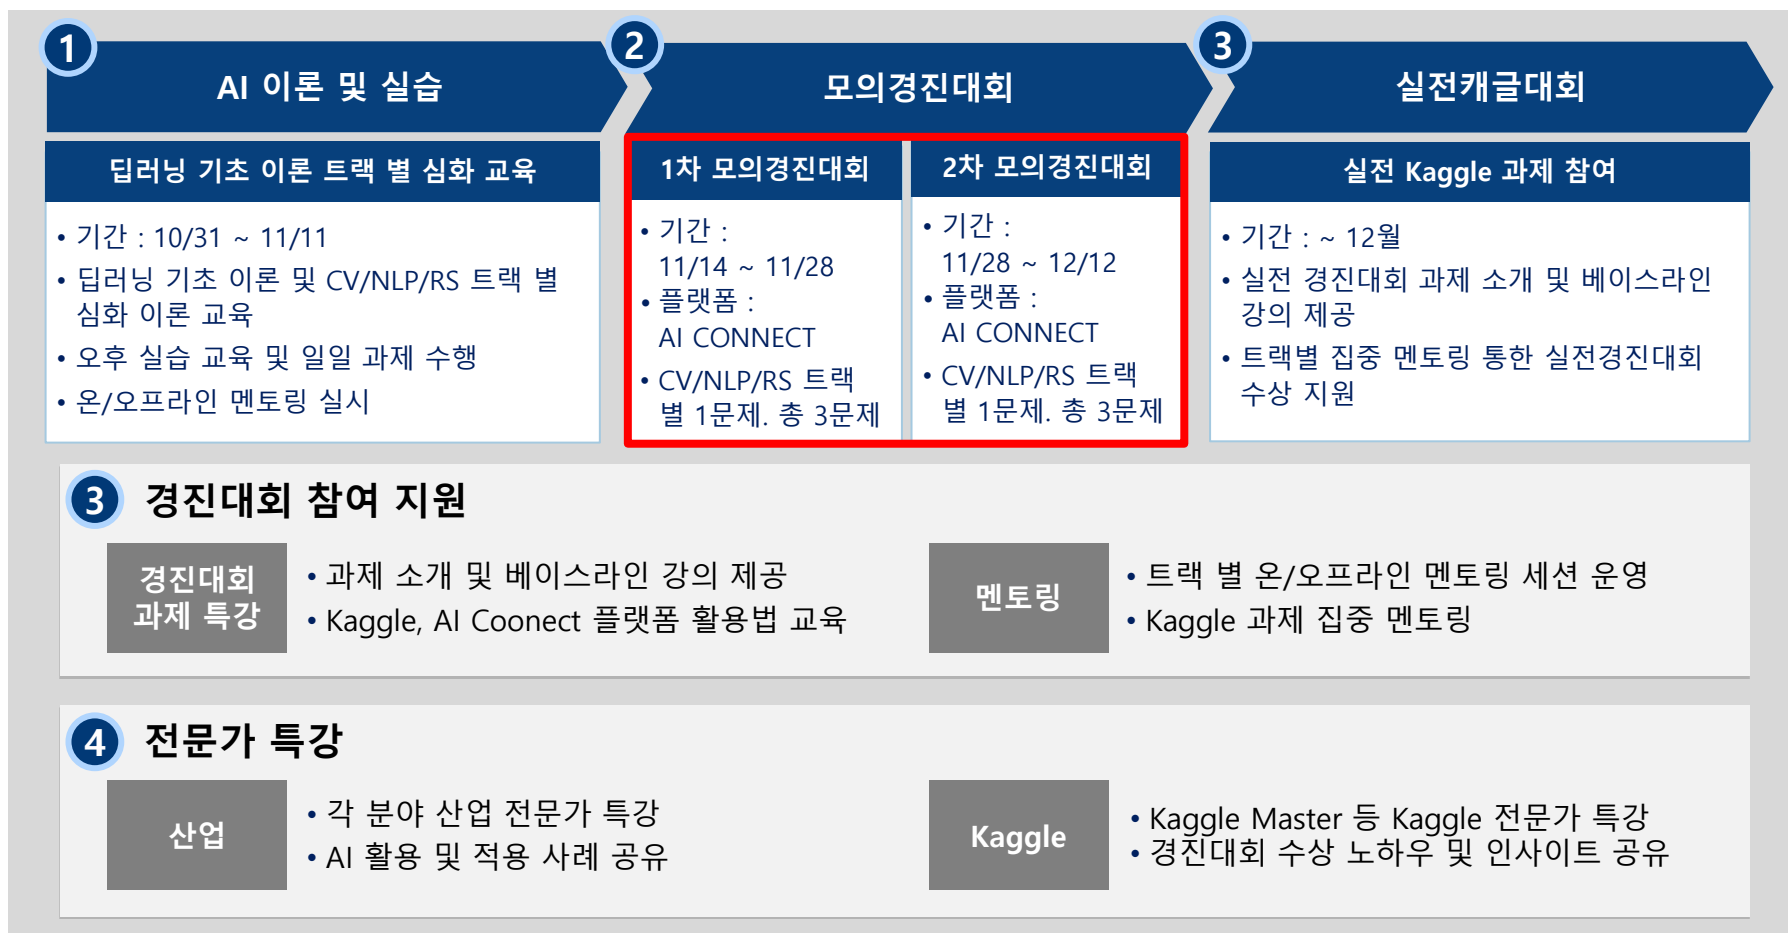 1
AI 이론 및 실습
딥러닝 기초 이론 트랙 별 심화 교육
• 기간 : 10/31 ~ 11/11
• 딥러닝 기초 이론 및 CV/NLP/RS 트랙 별
심화 이론 교육
• 오후 실습 교육 및 일일 과제 수행
• 온/오프라인 멘토링 실시
2
모의경진대회
1차 모의경진대회
• 기간 :
11/14 ~ 11/28
• 플랫폼 :
AI CONNECT
• CV/NLP/RS 트랙
별 1문제. 총 3문제
2차 모의경진대회
• 기간 :
11/28 ~ 12/12
• 플랫폼 :
AI CONNECT
• CV/NLP/RS 트랙
별 1문제. 총 3문제
3
실전캐글대회
실전 Kaggle 과제 참여
• 기간 : ~ 12월
• 실전 경진대회 과제 소개 및 베이스라인
강의 제공
• 트랙별 집중 멘토링 통한 실전경진대회
수상 지원
3 경진대회 참여 지원
경진대회
과제 특강
• 과제 소개 및 베이스라인 강의 제공
• Kaggle, AI Coonect 플랫폼 활용법 교육
멘토링
• 트랙 별 온/오프라인 멘토링 세션 운영
• Kaggle 과제 집중 멘토링
4 전문가 특강
산업
• 각 분야 산업 전문가 특강
• AI 활용 및 적용 사례 공유
Kaggle
• Kaggle Master 등 Kaggle 전문가 특강
• 경진대회 수상 노하우 및 인사이트 공유